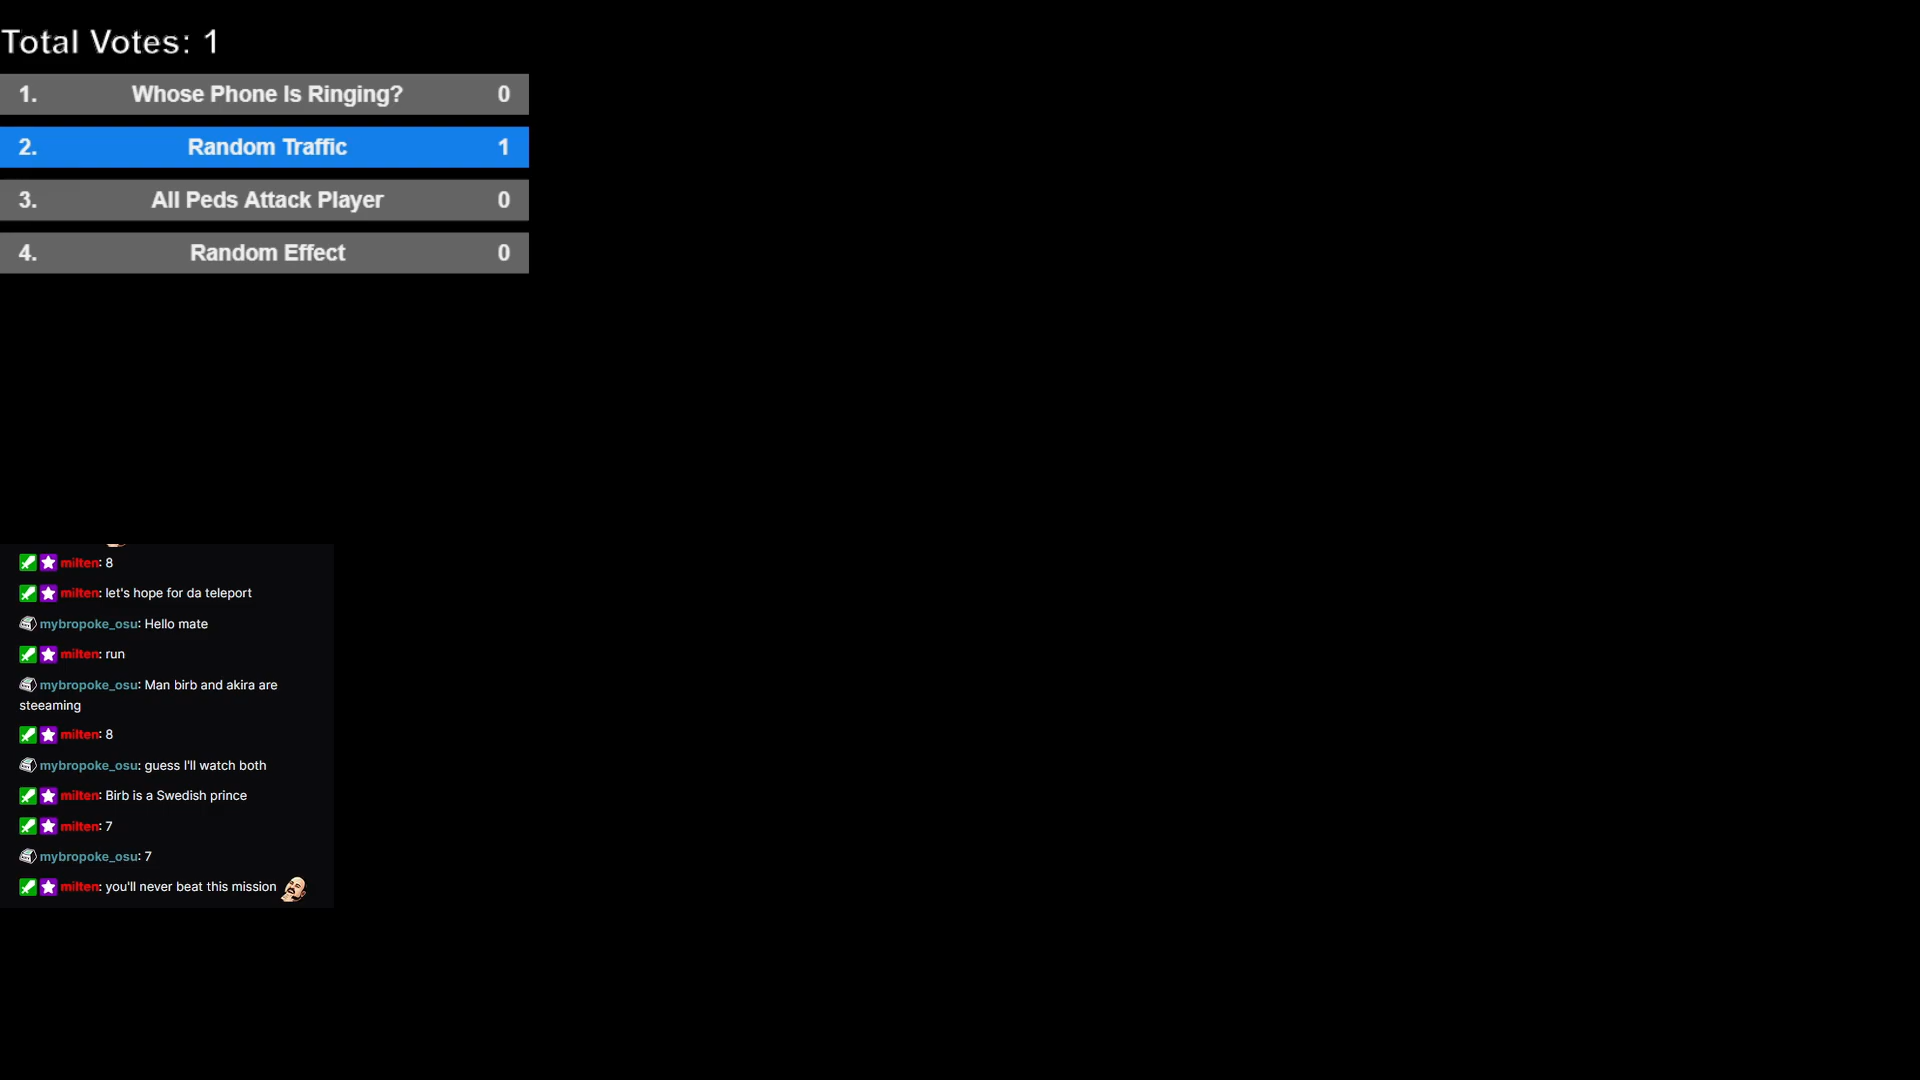 Total Votes: 1
1. Whose Phone Is Ringing? 0
2. Random Traffic 1
3. All Peds Attack Player 0
4. Random Effect 0
milten: 8
milten: let's hope for da teleport
mybropoke_osu: Hello mate
milten: run
mybropoke_osu: Man birb and akira are
steeaming
milten: 8
mybropoke_osu: guess I'll watch both
milten: Birb is a Swedish prince
milten: 7
mybropoke_osu: 7
milten: you'll never beat this mission